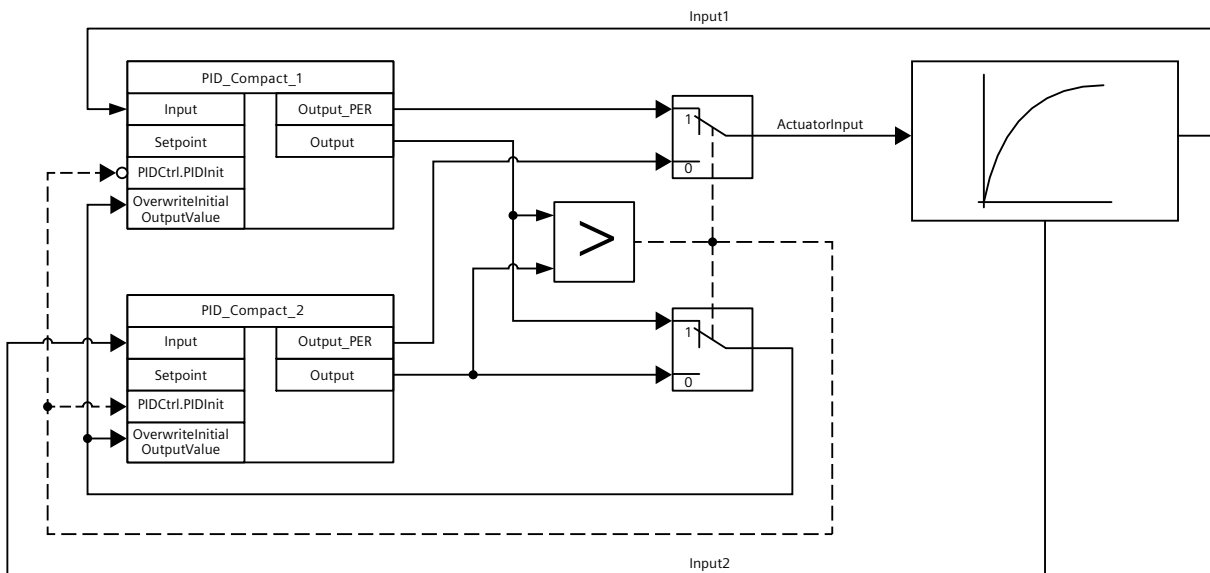 Input1
PID_Compact_1
Input
Output_PER
Setpoint
Output
PIDCtrl.PIDInit
OverwriteInitial
OutputValue
1
0
ActuatorInput
>
PID_Compact_2
Input
Output_PER
Setpoint
Output
PIDCtrl.PIDInit
OverwriteInitial
OutputValue
1
0
Input2